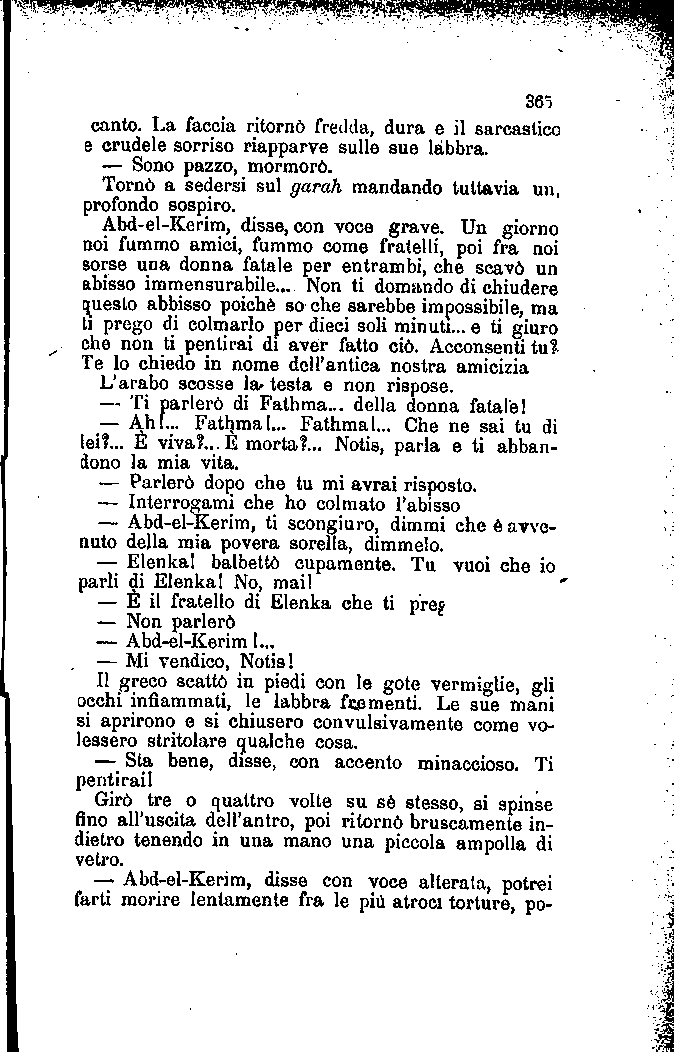 365
canto. La faccia ritornò fredda, dura e il sarcastico
e crudele sorriso riapparve sulle sue labbra.
— Sono pazzo, mormorò.
Tornò a sedersi sul garah mandando tuttavia un,
profondo sospiro.
Abd-el-Kerim, disse, con voce grave. Un giorno
noi fummo amici, fummo come fratelli, poi fra noi
sorse una donna fatale per entrambi, che scavò un
abisso immensurabile... Non ti domando di chiudere
questo abbisso poichè so che sarebbe impossibile, ma
ti prego di colmarlo per dieci soli minuti... e ti giuro
che non ti pentirai di aver fatto ciò. Acconsenti tu?
Te lo chiedo in nome dell'antica nostra amicizia
L'arabo scosse la testa e non rispose.
— Ti parlerò di Fathma... della donna fatale!
— Ah!... Fathma!... Fathma!... Che ne sai tu di
lei?... È viva?... È morta?... Notis, parla e ti abban-
dono la mia vita.
— Parlerò dopo che tu mi avrai risposto.
— Interrogami che ho colmato l'abisso
— Abd-el-Kerim, ti scongiuro, dimmi che è avve-
nuto della mia povera sorella, dimmelo.
— Elenka! balbettò cupamente. Tu vuoi che io
parli di Elenka! No, mai!
— È il fratello di Elenka che ti preg
— Non parlerò
— Abd-el-Kerim!...
— Mi vendico, Notis!
Il greco scattò in piedi con le gote vermiglie, gli
occhi infiammati, le labbra frementi. Le sue mani
si aprirono e si chiusero convulsivamente come vo-
lessero stritolare qualche cosa.
— Sta bene, disse, con accento minaccioso. Ti
pentirai!
Girò tre o quattro volte su sè stesso, si spinse
fino all'uscita dell'antro, poi ritornò bruscamente in-
dietro tenendo in una mano una piccola ampolla di
vetro.
— Abd-el-Kerim, disse con voce alterata, potrei
farti morire lentamente fra le più atroci torture, po-